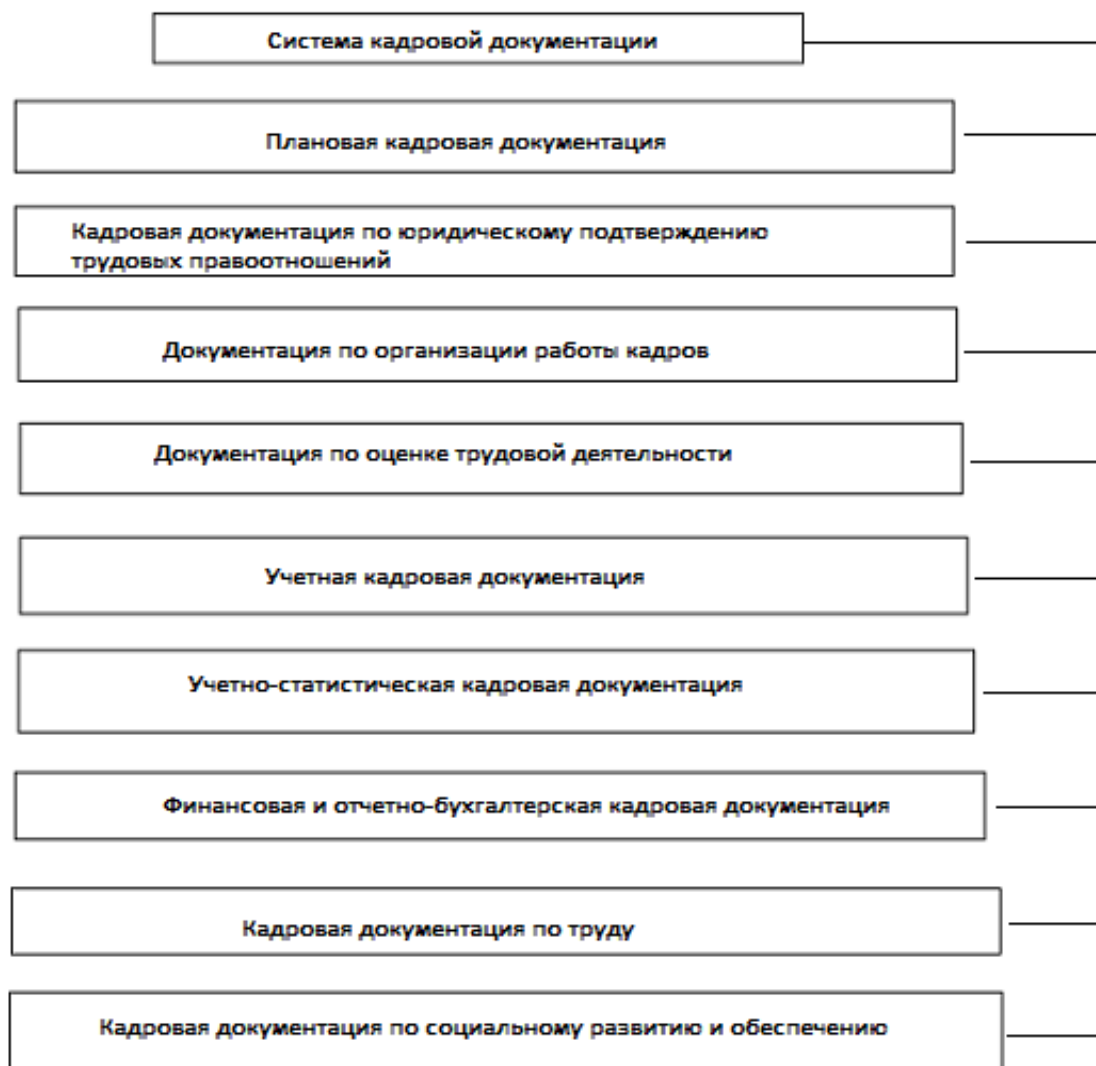 Система кадровой документации
Плановая кадровая документация
Кадровая документация по юридическому подтверждению
трудовых правоотношений
Документация по организации работы кадров
Документация по оценке трудовой деятельности
Учетная кадровая документация
Учетно-статистическая кадровая документация
Финансовая и отчетно-бухгалтерская кадровая документация
Кадровая документация по труду
Кадровая документация по социальному развитию и обеспечению